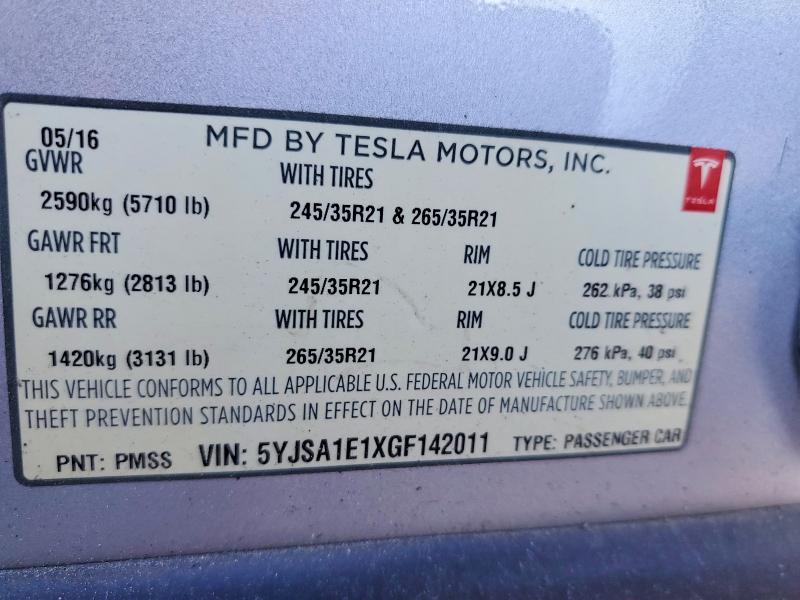 05/16 MFD BY TESLA MOTORS, INC.
GVWR WITH TIRES
2590kg (5710 lb) 245/35R21 & 265/35R21
TESLA
GAWR FRT WITH TIRES RIM COLD TIRE PRESSURE
1276kg (2813 lb) 245/35R21 21X8.5 J 262 kPa, 38 psi
GAWR RR WITH TIRES RIM COLD TIRE PRESSURE
1420kg (3131 lb) 265/35R21 21X9.0 J 276 kPa, 40 psi
THIS VEHICLE CONFORMS TO ALL APPLICABLE U.S. FEDERAL MOTOR VEHICLE SAFETY, BUMPER, AND
THEFT PREVENTION STANDARDS IN EFFECT ON THE DATE OF MANUFACTURE SHOWN ABOVE.
PNT: PMSS VIN: 5YJSA1E1XGF142011 TYPE: PASSENGER CAR